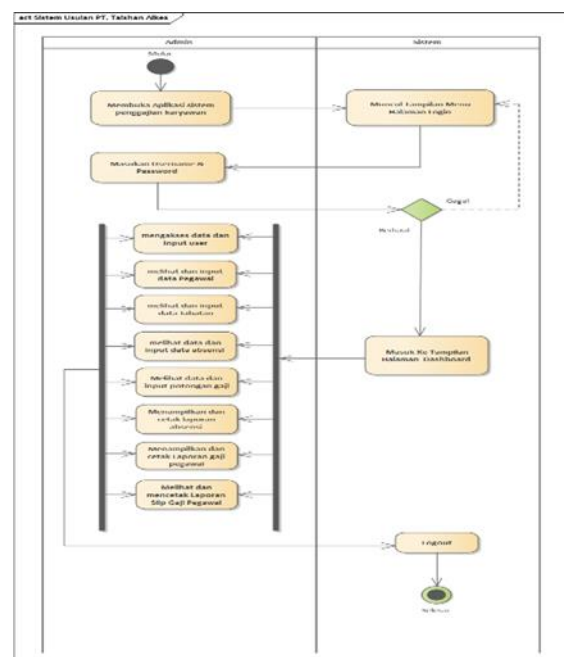 act Sistem Usulan PT. Taishan Alkes
Admin
Sistem
Mulai
Membuka Aplikasi sistem
penggajian karyawan
Muncul Tampilan Menu
Halaman Login
Masukan Username &
Password
Gagal
Berhasil
mengakses data dan
input user
melihat dan input
data Pegawai
melihat dan input
data Jabatan
melihat data dan
input data absensi
Melihat data dan
input potongan gaji
Masuk Ke Tampilan
Halaman Dashboard
Menampilkan dan
cetak laporan
absensi
Menampilkan dan
cetak Laporan gaji
pegawai
Melihat dan
mencetak Laporan
Slip Gaji Pegawai
Logout
Selesai